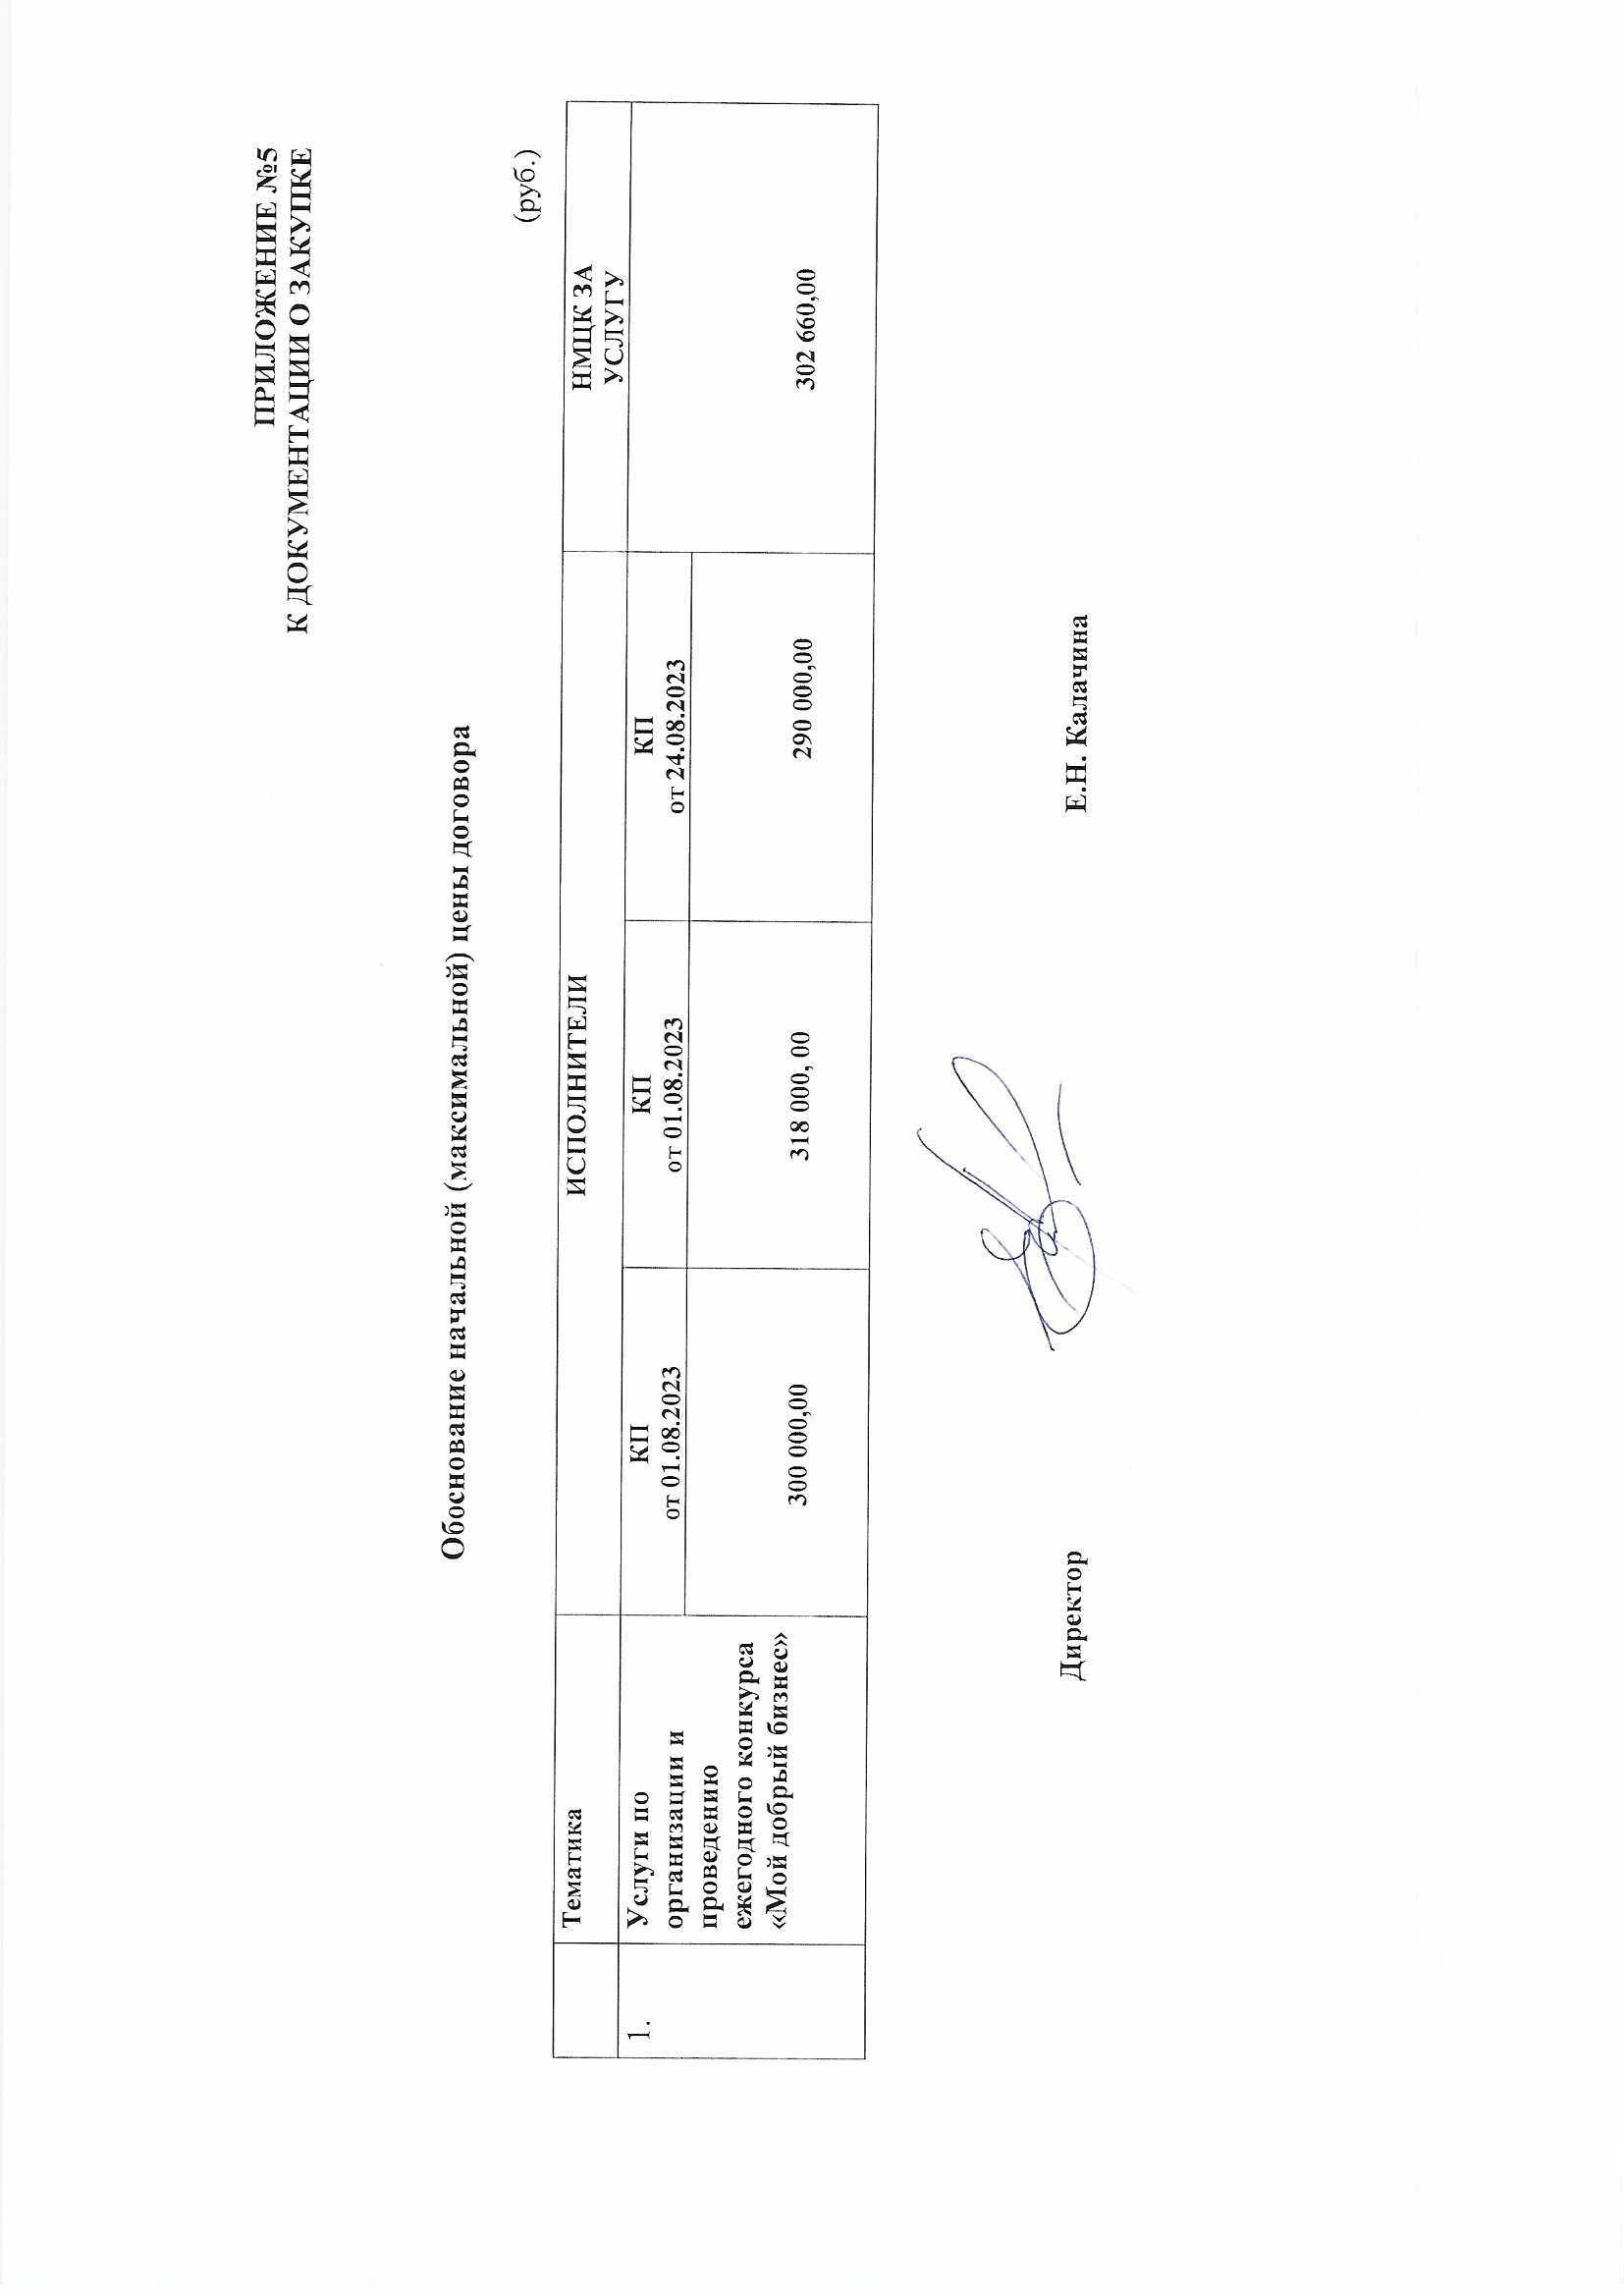 ПРИЛОЖЕНИЕ №5
К ДОКУМЕНТАЦИИ О ЗАКУПКЕ
Обоснование начальной (максимальной) цены договора
(руб.)
Тематика
ИСПОЛНИТЕЛИ
НМЦК ЗА
УСЛУГУ
1.
Услуги по
организации и
проведению
ежегодного конкурса
«Мой добрый бизнес»
КП
от 01.08.2023
КП
от 01.08.2023
КП
от 24.08.2023
300 000,00
318 000, 00
290 000,00
302 660,00
Директор
Е.Н. Калачина